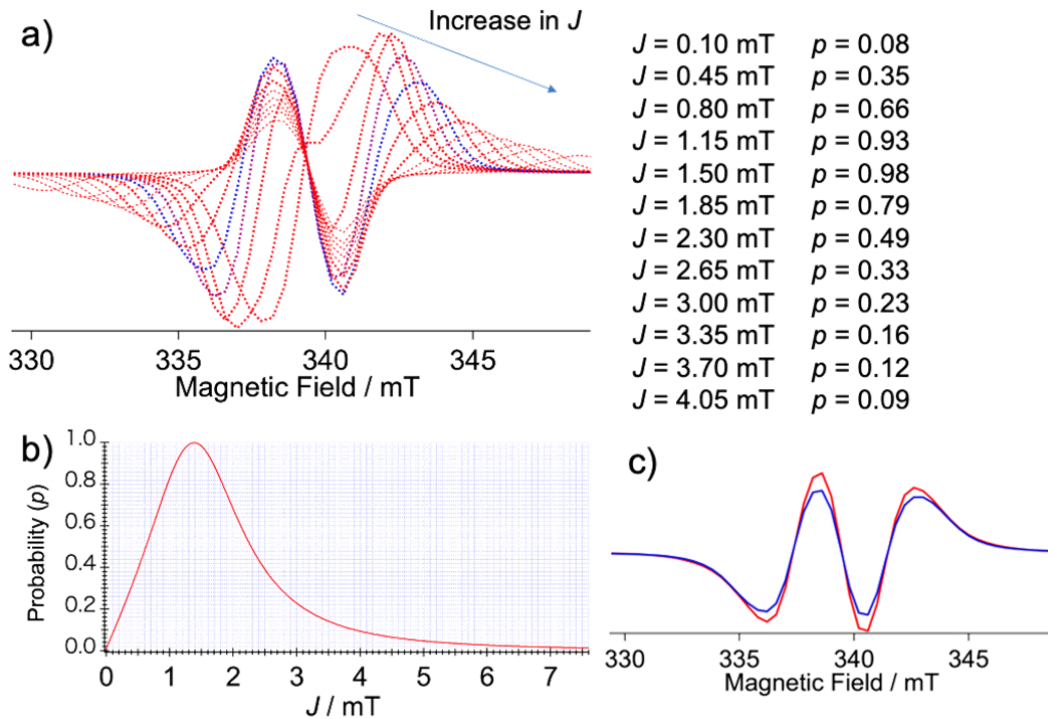 a)
Increase in J
330 335 340 345
Magnetic Field / mT
J = 0.10 mT p = 0.08
J = 0.45 mT p = 0.35
J = 0.80 mT p = 0.66
J = 1.15 mT p = 0.93
J = 1.50 mT p = 0.98
J = 1.85 mT p = 0.79
J = 2.30 mT p = 0.49
J = 2.65 mT p = 0.33
J = 3.00 mT p = 0.23
J = 3.35 mT p = 0.16
J = 3.70 mT p = 0.12
J = 4.05 mT p = 0.09
b)
Probability (p)
1.0
0.8
0.6
0.4
0.2
0.0
0 1 2 3 4 5 6 7
J / mT
c)
330 335 340 345
Magnetic Field / mT